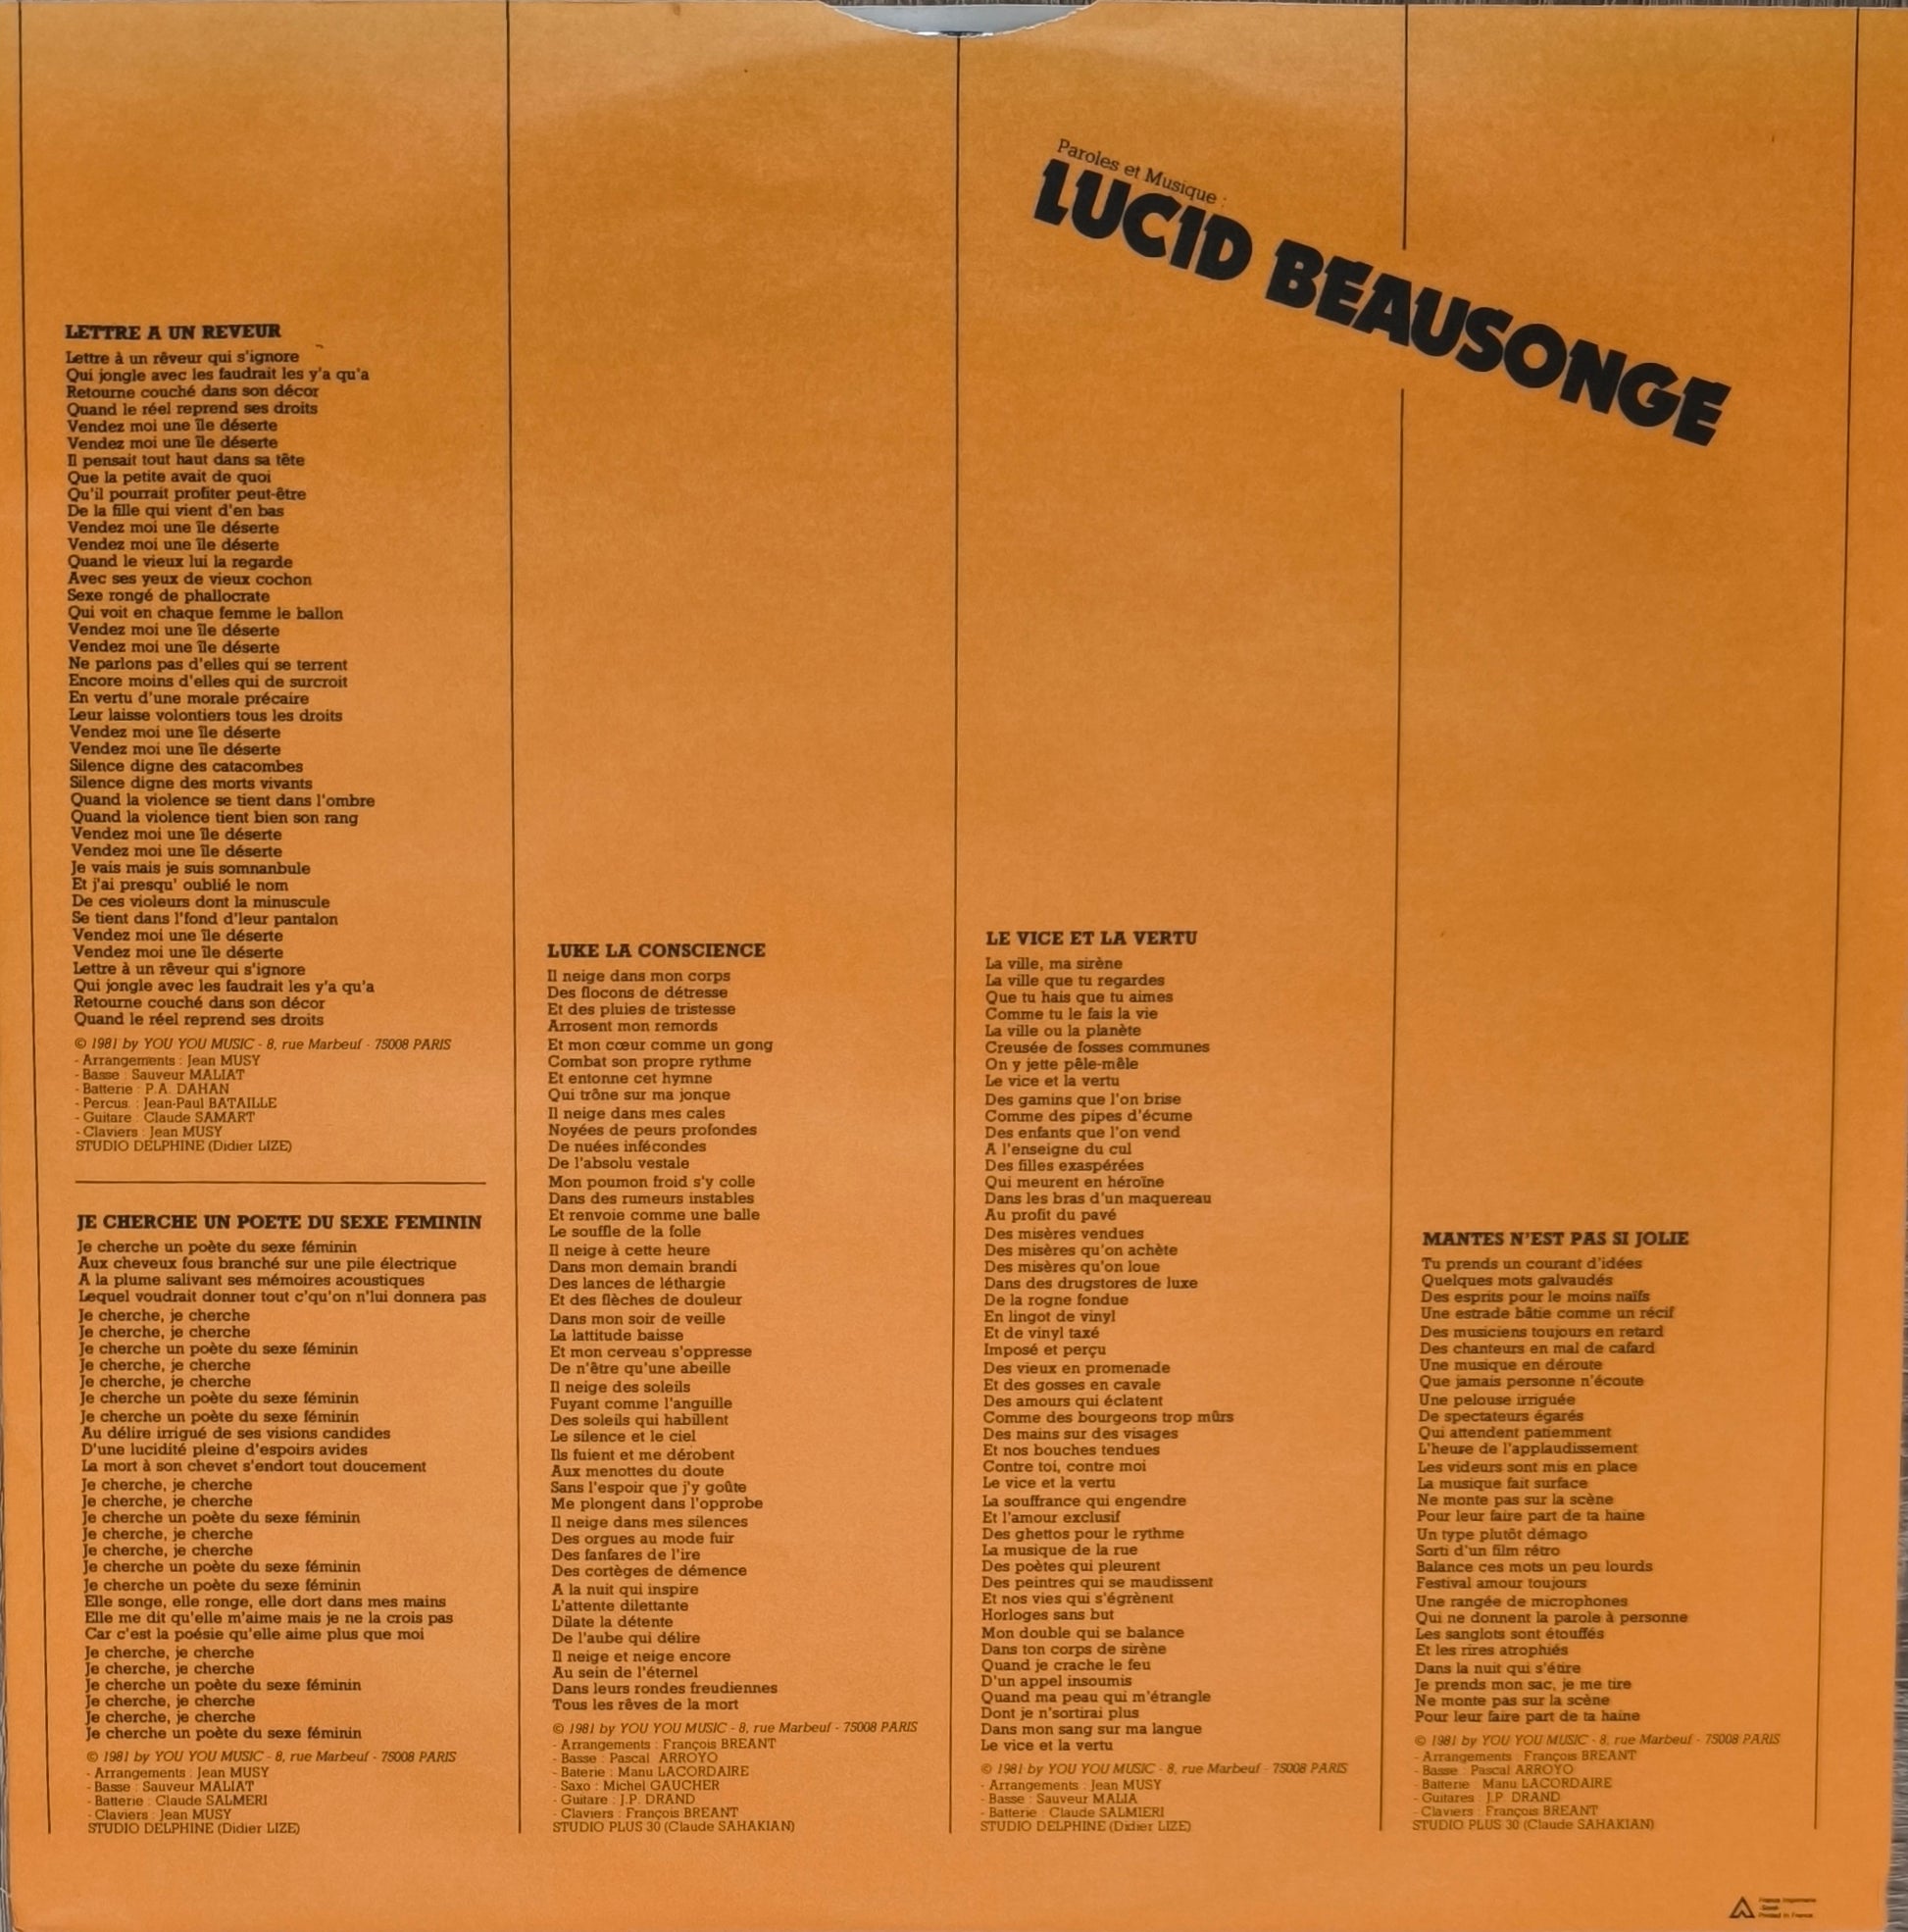 LETTRE A UN REVEUR
Lettre à un rêveur qui s'ignore
Qui jongle avec les faudrait les y'a qu'a
Retourne couché dans son décor
Quand le réel reprend ses droits
Vendez moi une île déserte
Vendez moi une île déserte
Il pensait tout haut dans sa tête
Que la petite avait de quoi
Qu'il pourrait profiter peut-être
De la fille qui vient d'en bas
Vendez moi une île déserte
Vendez moi une île déserte
Quand le vieux lui la regarde
Avec ses yeux de vieux cochon
Sexe rongé de phallocrate
Qui voit en chaque femme le ballon
Vendez moi une île déserte
Vendez moi une île déserte
Ne parlons pas d'elles qui se terrent
Encore moins d'elles qui de surcroit
En vertu d'une morale précaire
Leur laisse volontiers tous les droits
Vendez moi une île déserte
Vendez moi une île déserte
Silence digne des catacombes
Silence digne des morts vivants
Quand la violence se tient dans l'ombre
Quand la violence tient bien son rang
Vendez moi une île déserte
Vendez moi une île déserte
Je vais mais je suis somnanbule
Et j'ai presqu' oublié le nom
De ces violeurs dont la minuscule
Se tient dans l'fond d'leur pantalon
Vendez moi une île déserte
Vendez moi une île déserte
Lettre à un rêveur qui s'ignore
Qui jongle avec les faudrait les y'a qu'a
Retourne couché dans son décor
Quand le réel reprend ses droits
© 1981 by YOU YOU MUSIC - 8, rue Marbeuf - 75008 PARIS
- Arrangements : Jean MUSY
- Basse : Sauveur MALIAT
- Batterie : P.A. DAHAN
- Percus. : Jean-Paul BATAILLE
- Guitare : Claude SAMART
- Claviers : Jean MUSY
STUDIO DELPHINE (Didier LIZE)
JE CHERCHE UN POETE DU SEXE FEMININ
Je cherche un poète du sexe féminin
Aux cheveux fous branché sur une pile électrique
A la plume salivant ses mémoires acoustiques
Lequel voudrait donner tout c'qu'on n'lui donnera pas
Je cherche, je cherche
Je cherche, je cherche
Je cherche un poète du sexe féminin
Je cherche, je cherche
Je cherche, je cherche
Je cherche un poète du sexe féminin
Je cherche un poète du sexe féminin
Au délire irrigué de ses visions candides
D'une lucidité pleine d'espoirs avides
La mort à son chevet s'endort tout doucement
Je cherche, je cherche
Je cherche, je cherche
Je cherche un poète du sexe féminin
Je cherche, je cherche
Je cherche, je cherche
Je cherche un poète du sexe féminin
Je cherche un poète du sexe féminin
Elle songe, elle ronge, elle dort dans mes mains
Elle me dit qu'elle m'aime mais je ne la crois pas
Car c'est la poésie qu'elle aime plus que moi
Je cherche, je cherche
Je cherche, je cherche
Je cherche un poète du sexe féminin
Je cherche, je cherche
Je cherche, je cherche
Je cherche un poète du sexe féminin
© 1981 by YOU YOU MUSIC - 8, rue Marbeuf - 75008 PARIS
- Arrangements : Jean MUSY
- Basse : Sauveur MALIAT
- Batterie : Claude SALMERI
- Claviers : Jean MUSY
STUDIO DELPHINE (Didier LIZE)
LUKE LA CONSCIENCE
Il neige dans mon corps
Des flocons de détresse
Et des pluies de tristesse
Arrosent mon remords
Et mon cœur comme un gong
Combat son propre rythme
Et entonne cet hymne
Qui trône sur ma jonque
Il neige dans mes cales
Noyées de peurs profondes
De nuées infécondes
De l'absolu vestale
Mon poumon froid s'y colle
Dans des rumeurs instables
Et renvoie comme une balle
Le souffle de la folle
Il neige à cette heure
Dans mon demain brandi
Des lances de léthargie
Et des flèches de douleur
Dans mon soir de veille
La lattitude baisse
Et mon cerveau s'oppresse
De n'être qu'une abeille
Il neige des soleils
Fuyant comme l'anguille
Des soleils qui habillent
Le silence et le ciel
Ils fuient et me dérobent
Aux menottes du doute
Sans l'espoir que j'y goûte
Me plongent dans l'opprobe
Il neige dans mes silences
Des orgues au mode fuir
Des fanfares de l'ire
Des cortèges de démence
A la nuit qui inspire
L'attente dilettante
Dilate la détente
De l'aube qui délire
Il neige et neige encore
Au sein de l'éternel
Dans leurs rondes freudiennes
Tous les rêves de la mort
© 1981 by YOU YOU MUSIC - 8, rue Marbeuf - 75008 PARIS
- Arrangements : François BREANT
- Basse : Pascal ARROYO
- Baterie : Manu LACORDAIRE
- Saxo : Michel GAUCHER
- Guitare : J.P. DRAND
- Claviers : François BREANT
STUDIO PLUS 30 (Claude SAHAKIAN)
Paroles et Musique :
LUCID BEAUSONGE
LE VICE ET LA VERTU
La ville, ma sirène
La ville que tu regardes
Que tu hais que tu aimes
Comme tu le fais la vie
La ville ou la planète
Creusée de fosses communes
On y jette pêle-mêle
Le vice et la vertu
Des gamins que l'on brise
Comme des pipes d'écume
Des enfants que l'on vend
A l'enseigne du cul
Des filles exaspérées
Qui meurent en héroïne
Dans les bras d'un maquereau
Au profit du pavé
Des misères vendues
Des misères qu'on achète
Des misères qu'on loue
Dans des drugstores de luxe
De la rogne fondue
En lingot de vinyl
Et de vinyl taxé
Imposé et perçu
Des vieux en promenade
Et des gosses en cavale
Des amours qui éclatent
Comme des bourgeons trop mûrs
Des mains sur des visages
Et nos bouches tendues
Contre toi, contre moi
Le vice et la vertu
La souffrance qui engendre
Et l'amour exclusif
Des ghettos pour le rythme
La musique de la rue
Des poètes qui pleurent
Des peintres qui se maudissent
Et nos vies qui s'égrènent
Horloges sans but
Mon double qui se balance
Dans ton corps de sirène
Quand je crache le feu
D'un appel insoumis
Quand ma peau qui m'étrangle
Dont je n'sortirai plus
Dans mon sang sur ma langue
Le vice et la vertu
© 1981 by YOU YOU MUSIC - 8, rue Marbeuf - 75008 PARIS
- Arrangements : Jean MUSY
- Basse : Sauveur MALIA
- Batterie : Claude SALMIERI
STUDIO DELPHINE (Didier LIZE)
MANTES N'EST PAS SI JOLIE
Tu prends un courant d'idées
Quelques mots galvaudés
Des esprits pour le moins naïfs
Une estrade bâtie comme un récif
Des musiciens toujours en retard
Des chanteurs en mal de cafard
Une musique en déroute
Que jamais personne n'écoute
Une pelouse irriguée
De spectateurs égarés
Qui attendent patiemment
L'heure de l'applaudissement
Les videurs sont mis en place
La musique fait surface
Ne monte pas sur la scène
Pour leur faire part de ta haine
Un type plutôt démago
Sorti d'un film rétro
Balance ces mots un peu lourds
Festival amour toujours
Une rangée de microphones
Qui ne donnent la parole à personne
Les sanglots sont étouffés
Et les rires atrophiés
Dans la nuit qui s'étire
Je prends mon sac, je me tire
Ne monte pas sur la scène
Pour leur faire part de ta haine
© 1981 by YOU YOU MUSIC - 8, rue Marbeuf - 75008 PARIS
- Arrangements : François BREANT
- Basse : Pascal ARROYO
- Batterie : Manu LACORDAIRE
- Guitares : J.P. DRAND
- Claviers : François BREANT
STUDIO PLUS 30 (Claude SAHAKIAN)
Printed in France